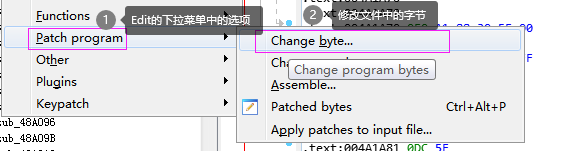 Functions
Patch program
Other
Plugins
Keypatch
sub_48A096
sub_48A09B
1 Edit的下拉菜单中的选项
2 修改文件中的字节
Change byte...
Change program bytes
Assemble...
Patched bytes Ctrl+Alt+P
Apply patches to input file...
.text:004A1A81 0DC 5F